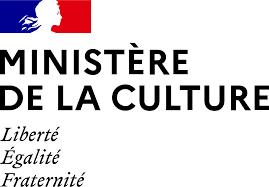 MINISTÈRE
DE LA CULTURE
Liberté
Égalité
Fraternité